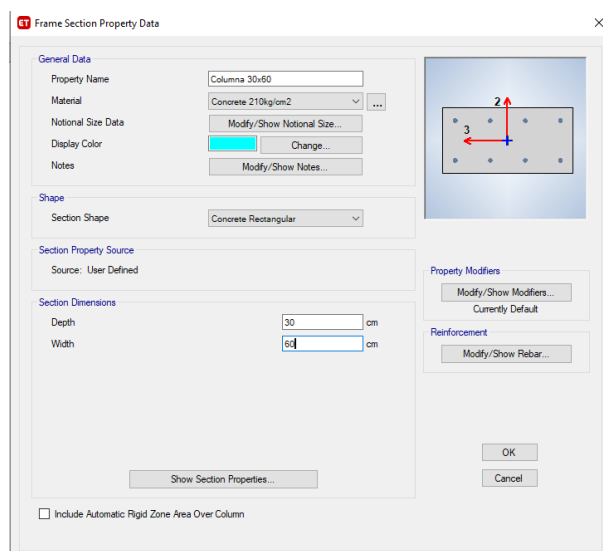 ET Frame Section Property Data
General Data
Property Name Columna 30x60
Material Concrete 210kg/cm2 ...
Notional Size Data Modify/Show Notional Size...
Display Color Change...
Notes Modify/Show Notes...
2
3
Shape
Section Shape Concrete Rectangular
Section Property Source
Source: User Defined
Property Modifiers
Modify/Show Modifiers...
Currently Default
Section Dimensions
Depth 30 cm
Width 60 cm
Reinforcement
Modify/Show Rebar...
OK
Show Section Properties...
Cancel
Include Automatic Rigid Zone Area Over Column